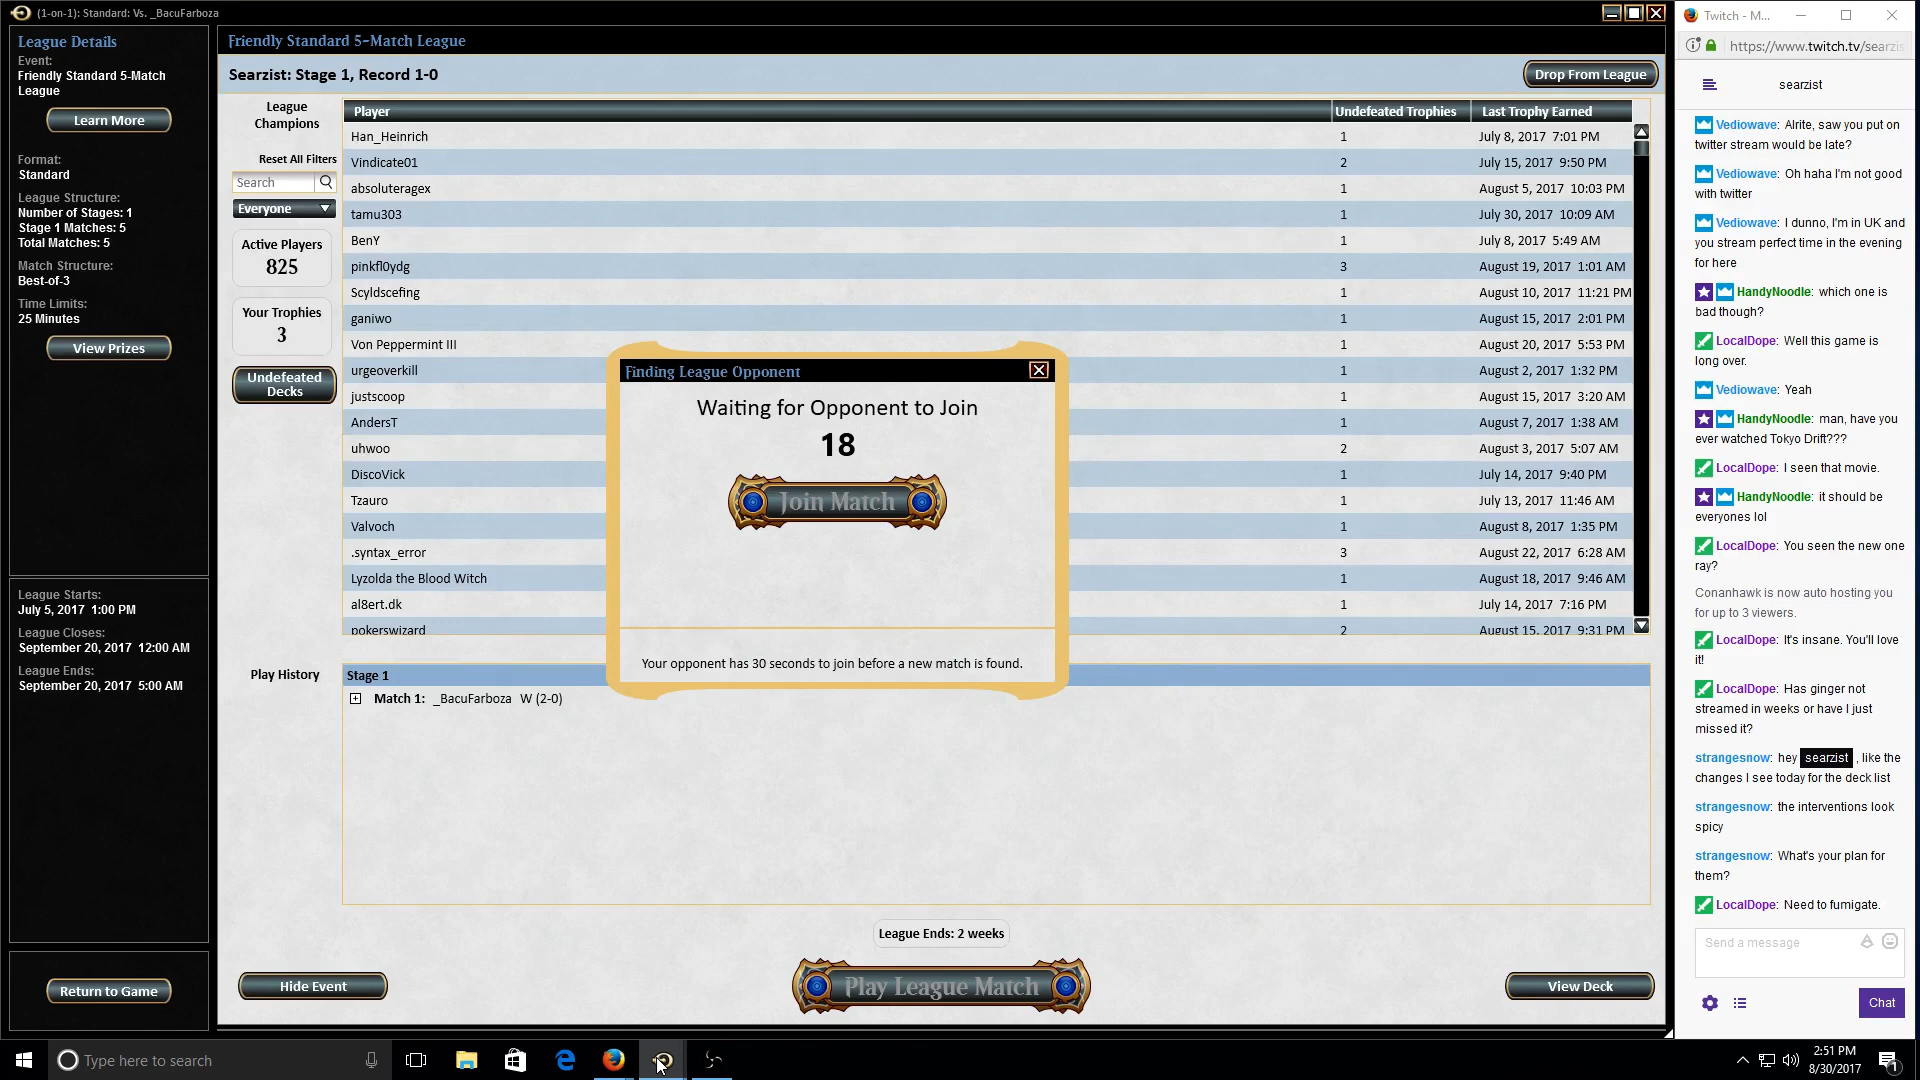 (1-on-1): Standard: Vs. _BacuFarboza
League Details
Event:
Friendly Standard 5-Match
League
Learn More
Format:
Standard
League Structure:
Number of Stages: 1
Stage 1 Matches: 5
Total Matches: 5
Match Structure:
Best-of-3
Time Limits:
25 Minutes
View Prizes
League Starts:
July 5, 2017 1:00 PM
League Closes:
September 20, 2017 12:00 AM
League Ends:
September 20, 2017 5:00 AM
Return to Game
Friendly Standard 5-Match League
Searzist: Stage 1, Record 1-0
Drop From League
League
Champions
Reset All Filters
Search
Everyone
Active Players
825
Your Trophies
3
Undefeated
Decks
Player Undefeated Trophies Last Trophy Earned
Han_Heinrich 1 July 8, 2017 7:01 PM
Vindicate01 2 July 15, 2017 9:50 PM
absoluteragex 1 August 5, 2017 10:03 PM
tamu303 1 July 30, 2017 10:09 AM
BenY 1 July 8, 2017 5:49 AM
pinkfl0ydg 3 August 19, 2017 1:01 AM
Scyldscefing 1 August 10, 2017 11:21 PM
ganiwo 1 August 15, 2017 2:01 PM
Von Peppermint III 1 August 20, 2017 5:53 PM
urgeoverkill 1 August 2, 2017 1:32 PM
justscoop 1 August 15, 2017 3:20 AM
AndersT 1 August 7, 2017 1:38 AM
uhwoo 2 August 3, 2017 5:07 AM
DiscoVick 1 July 14, 2017 9:40 PM
Tzauro 1 July 13, 2017 11:46 AM
Valvoch 1 August 8, 2017 1:35 PM
.syntax_error 3 August 22, 2017 6:28 AM
Lyzolda the Blood Witch 1 August 18, 2017 9:46 AM
al8ert.dk 1 July 14, 2017 7:16 PM
pokerswizard 2 August 15, 2017 9:31 PM
Finding League Opponent
Waiting for Opponent to Join
18
Join Match
Your opponent has 30 seconds to join before a new match is found.
Play History
Stage 1
Match 1: _BacuFarboza W (2-0)
League Ends: 2 weeks
Hide Event
Play League Match
View Deck
Twitch - M...
https://www.twitch.tv/searzis
searzist
Vediowave: Alrite, saw you put on
twitter stream would be late?
Vediowave: Oh haha I'm not good
with twitter
Vediowave: I dunno, I'm in UK and
you stream perfect time in the evening
for here
HandyNoodle: which one is
bad though?
LocalDope: Well this game is
long over.
Vediowave: Yeah
HandyNoodle: man, have you
ever watched Tokyo Drift???
LocalDope: I seen that movie.
HandyNoodle: it should be
everyones lol
LocalDope: You seen the new one
ray?
Conanhawk is now auto hosting you
for up to 3 viewers.
LocalDope: It's insane. You'll love
it!
LocalDope: Has ginger not
streamed in weeks or have I just
missed it?
strangesnow: hey searzist , like the
changes I see today for the deck list
strangesnow: the interventions look
spicy
strangesnow: What's your plan for
them?
LocalDope: Need to fumigate.
Send a message
Chat
Type here to search
2:51 PM
8/30/2017
1